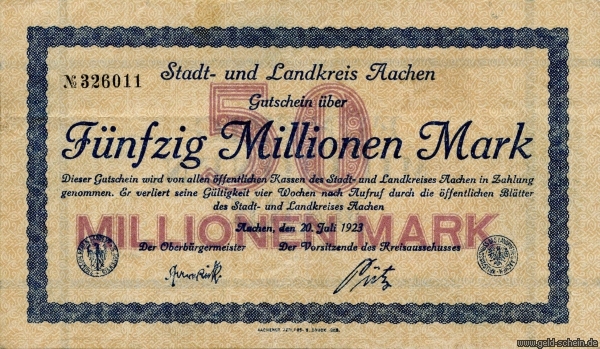 № 326011
Stadt- und Landkreis Aachen
Gutschein über
50
Fünfzig Millionen Mark
Dieser Gutschein wird von allen öffentlichen Kassen des Stadt- und Landkreises Aachen in Zahlung
genommen. Er verliert seine Gültigkeit vier Wochen nach Aufruf durch die öffentlichen Blätter
des Stadt- und Landkreises Aachen
MILLIONEN MARK
Aachen, den 20. Juli 1923
Der Oberbürgermeister Der Vorsitzende des Kreisausschusses
www.geld-schein.de